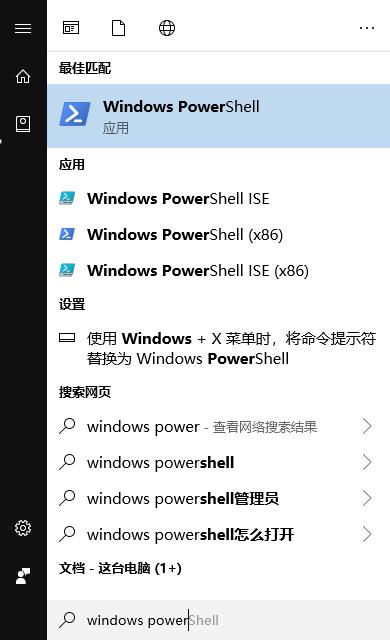 最佳匹配
Windows PowerShell
应用
应用
Windows PowerShell ISE
Windows PowerShell (x86)
Windows PowerShell ISE (x86)
设置
使用 Windows + X 菜单时，将命令提示符
替换为 Windows PowerShell
搜索网页
windows power - 查看网络搜索结果
windows powershell
windows powershell管理员
windows powershell怎么打开
文档 - 这台电脑 (1+)
windows powerShell